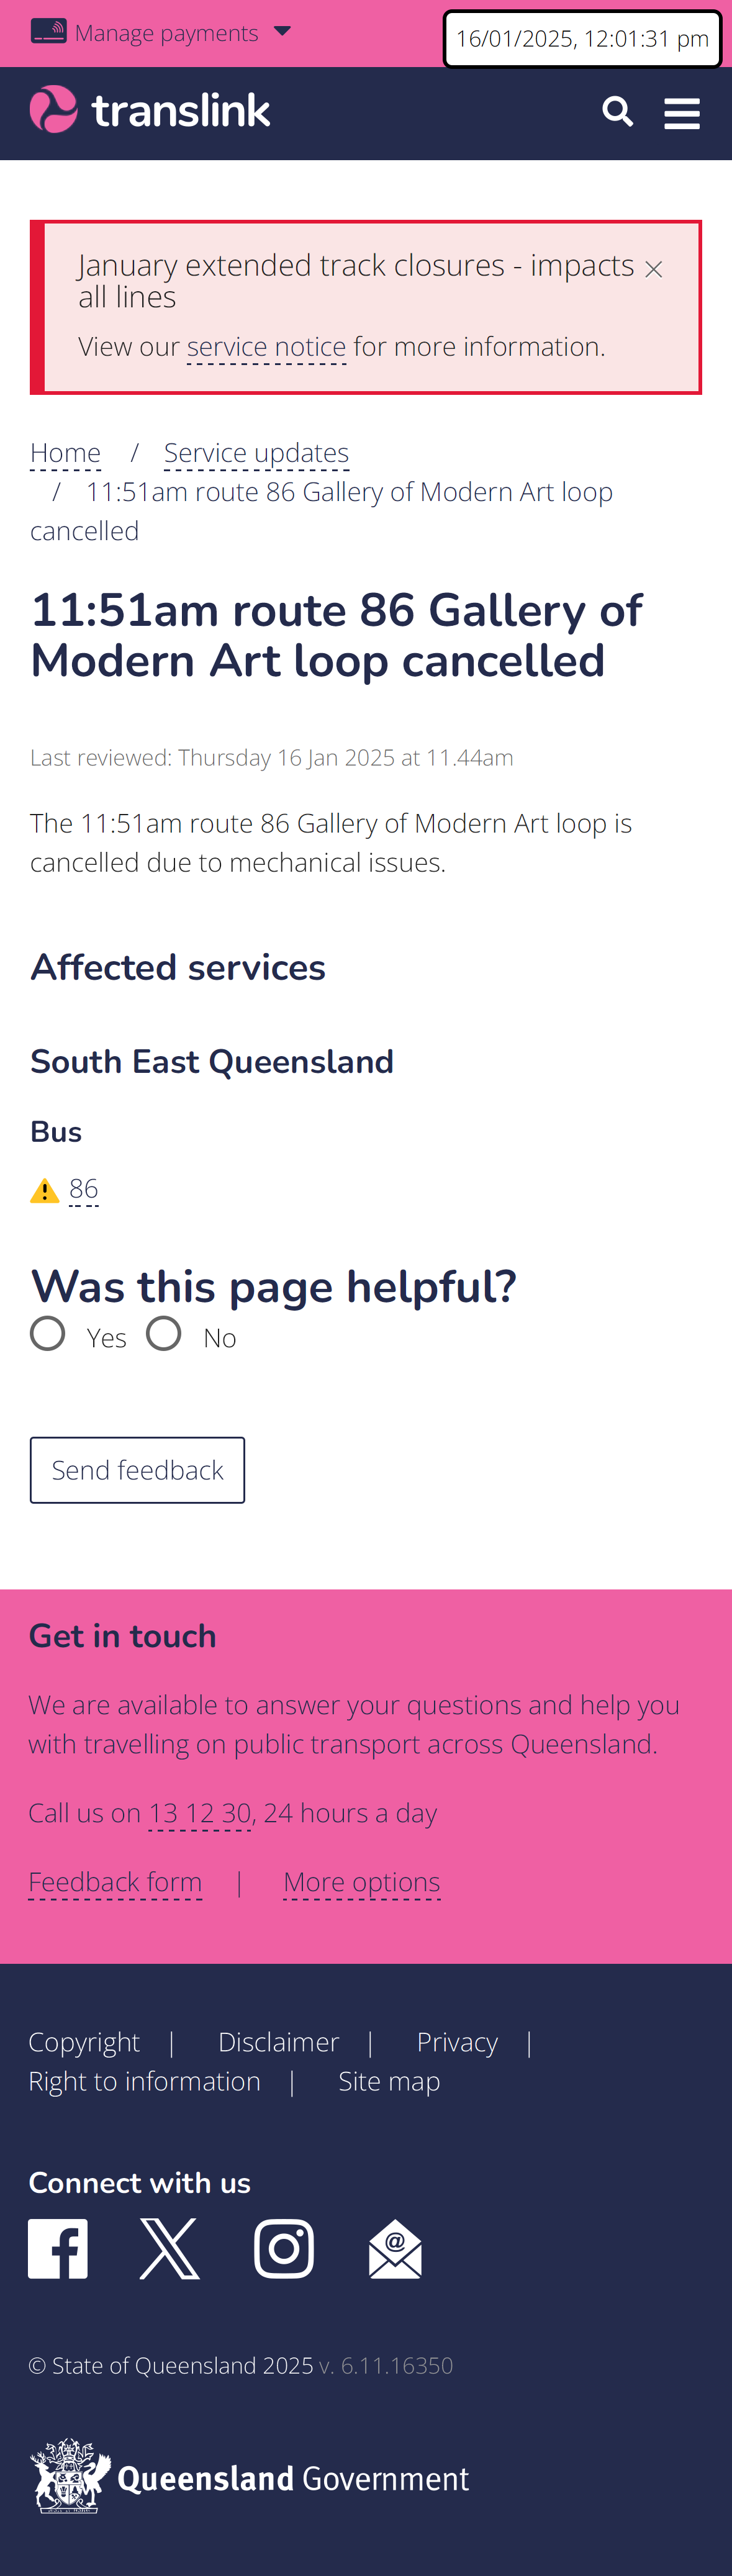 Manage payments
16/01/2025, 12:01:31 pm
translink
January extended track closures - impacts
all lines
View our service notice for more information.
Home / Service updates
/ 11:51am route 86 Gallery of Modern Art loop
cancelled
11:51am route 86 Gallery of
Modern Art loop cancelled
Last reviewed: Thursday 16 Jan 2025 at 11.44am
The 11:51am route 86 Gallery of Modern Art loop is
cancelled due to mechanical issues.
Affected services
South East Queensland
Bus
86
Was this page helpful?
Yes No
Send feedback
Get in touch
We are available to answer your questions and help you
with travelling on public transport across Queensland.
Call us on 13 12 30, 24 hours a day
Feedback form | More options
Copyright | Disclaimer | Privacy |
Right to information | Site map
Connect with us
© State of Queensland 2025 v. 6.11.16350
Queensland Government